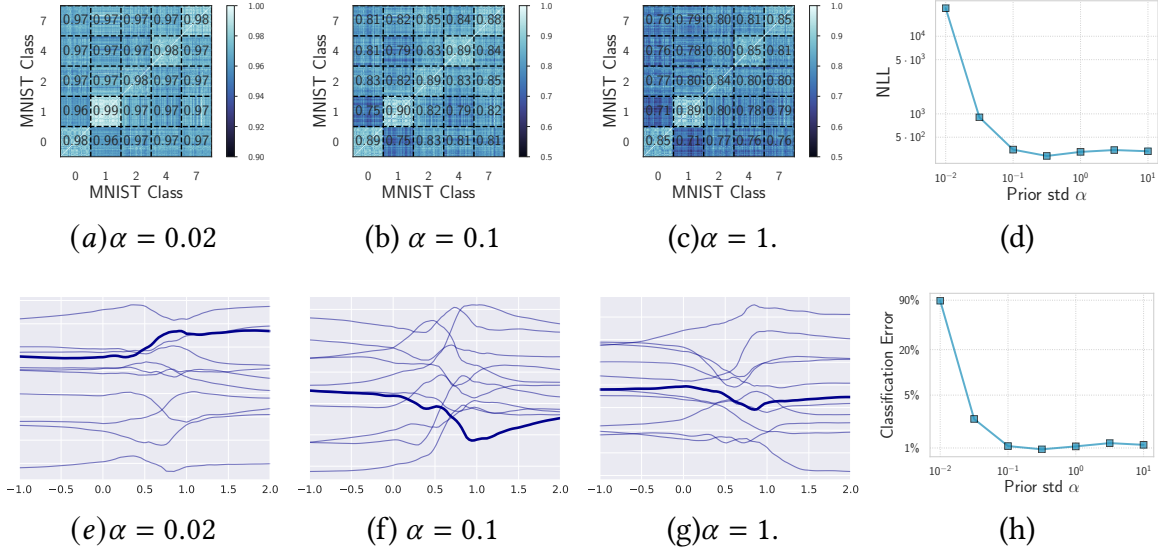 7 0.97 0.97 0.97 0.97 0.98
4 0.97 0.97 0.97 0.98 0.97
2 0.97 0.97 0.98 0.97 0.97
1 0.96 0.99 0.97 0.97 0.97
0 0.98 0.96 0.97 0.97 0.97
0 1 2 4 7
MNIST Class
MNIST Class
1.00
0.98
0.96
0.94
0.92
0.90
(a) α = 0.02
7 0.81 0.82 0.85 0.84 0.88
4 0.81 0.79 0.83 0.89 0.84
2 0.83 0.82 0.89 0.83 0.85
1 0.75 0.90 0.82 0.79 0.82
0 0.89 0.75 0.83 0.81 0.81
0 1 2 4 7
MNIST Class
MNIST Class
1.0
0.9
0.8
0.7
0.6
0.5
(b) α = 0.1
7 0.76 0.79 0.80 0.81 0.85
4 0.76 0.78 0.80 0.85 0.81
2 0.77 0.80 0.84 0.80 0.80
1 0.71 0.89 0.80 0.78 0.79
0 0.85 0.71 0.77 0.76 0.76
0 1 2 4 7
MNIST Class
MNIST Class
1.0
0.9
0.8
0.7
0.6
0.5
(c) α = 1.
NLL
10⁴
5 · 10³
10³
5 · 10²
10⁻² 10⁻¹ 10⁰ 10¹
Prior std α
(d)
−1.0 −0.5 0.0 0.5 1.0 1.5 2.0
(e) α = 0.02
−1.0 −0.5 0.0 0.5 1.0 1.5 2.0
(f) α = 0.1
−1.0 −0.5 0.0 0.5 1.0 1.5 2.0
(g) α = 1.
Classification Error
90%
20%
5%
1%
10⁻² 10⁻¹ 10⁰ 10¹
Prior std α
(h)